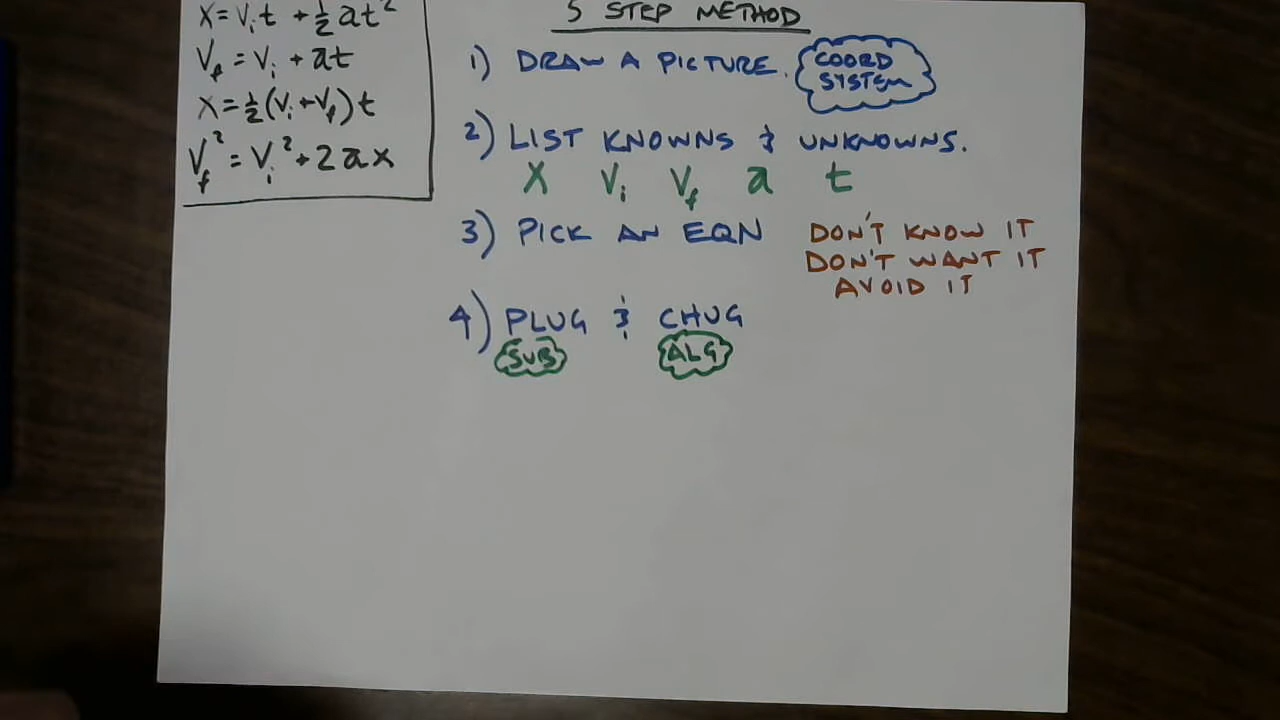 x = vᵢt + ½at²
v_f = vᵢ + at
x = ½(vᵢ + v_f)t
v_f² = vᵢ² + 2ax
5 STEP METHOD
1) DRAW A PICTURE. COORD
SYSTEM
2) LIST KNOWNS & UNKNOWNS.
x vᵢ v_f a t
3) PICK AN EQN
DON'T KNOW IT
DON'T WANT IT
AVOID IT
4) PLUG & CHUG
SUB ALG